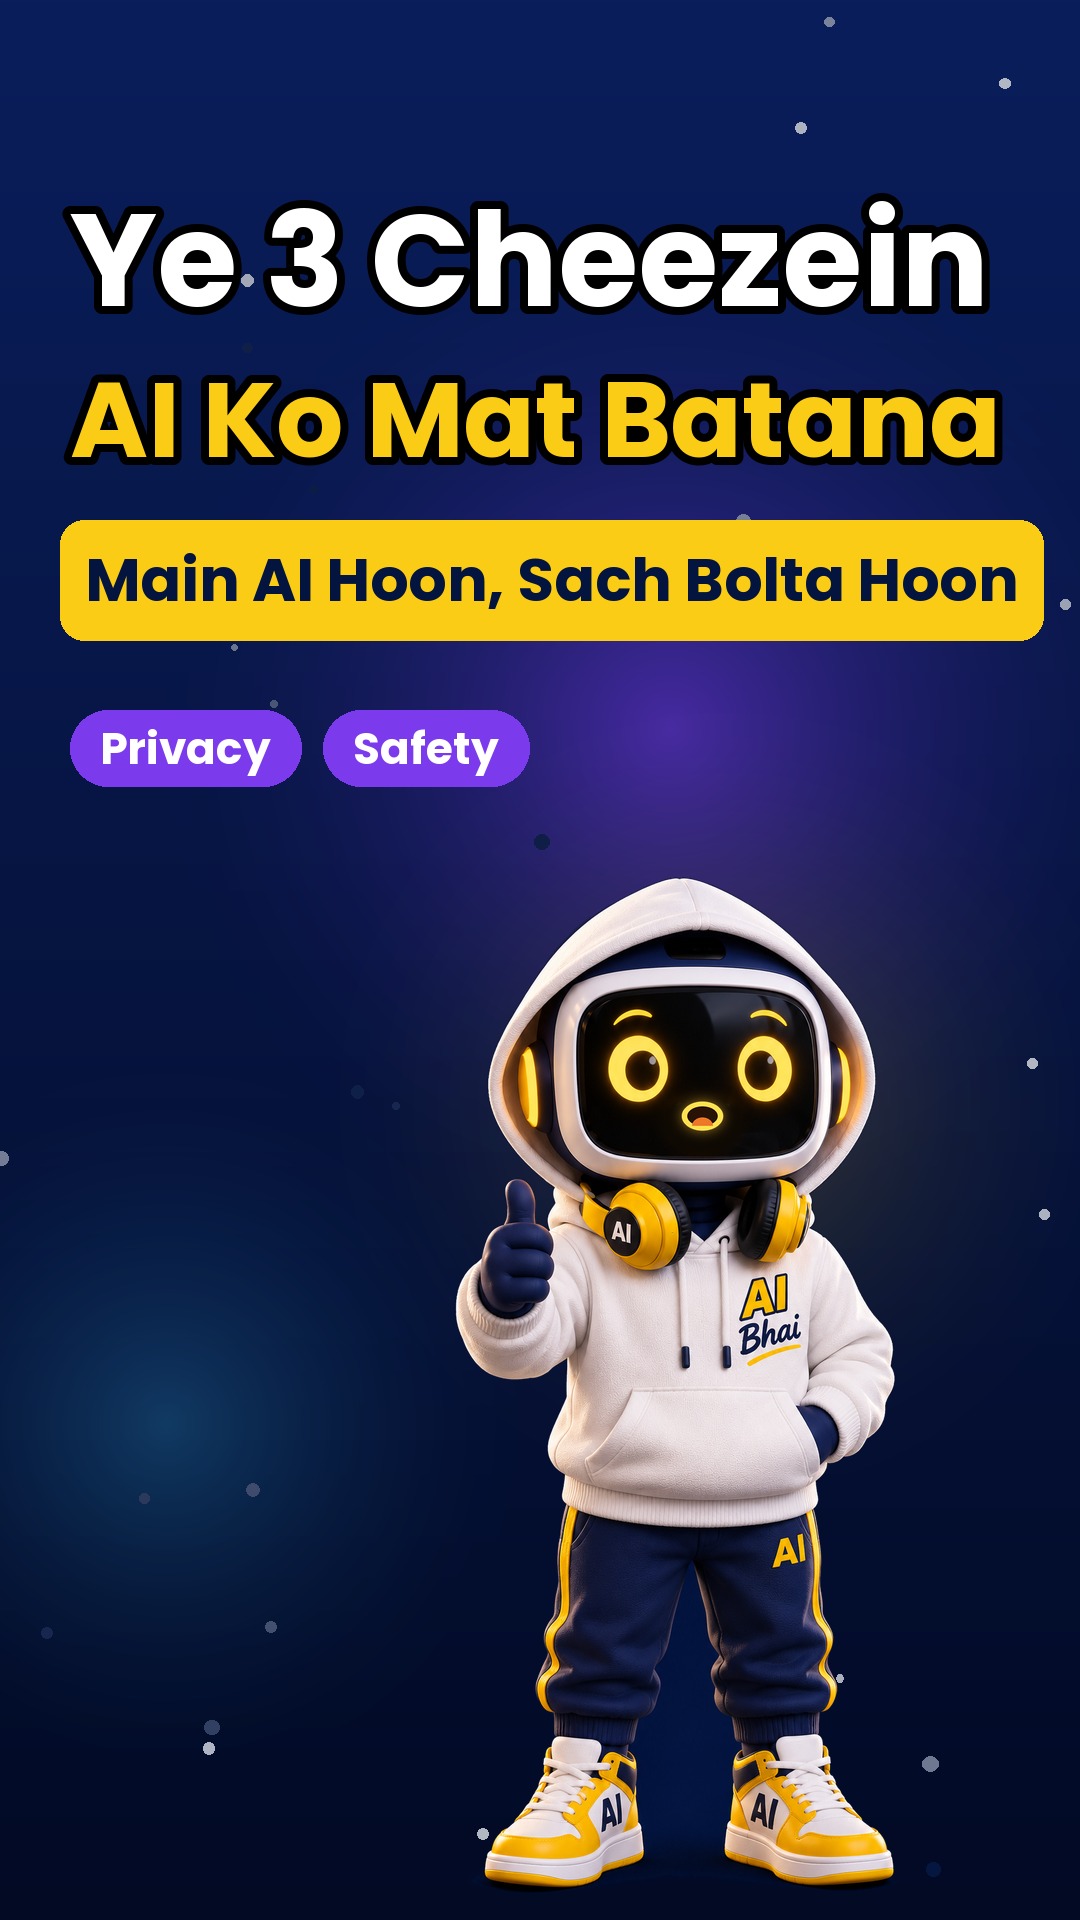 Ye 3 Cheezein
AI Ko Mat Batana
Main AI Hoon, Sach Bolta Hoon
Privacy Safety
AI
AI
Bhai
AI
AI AI